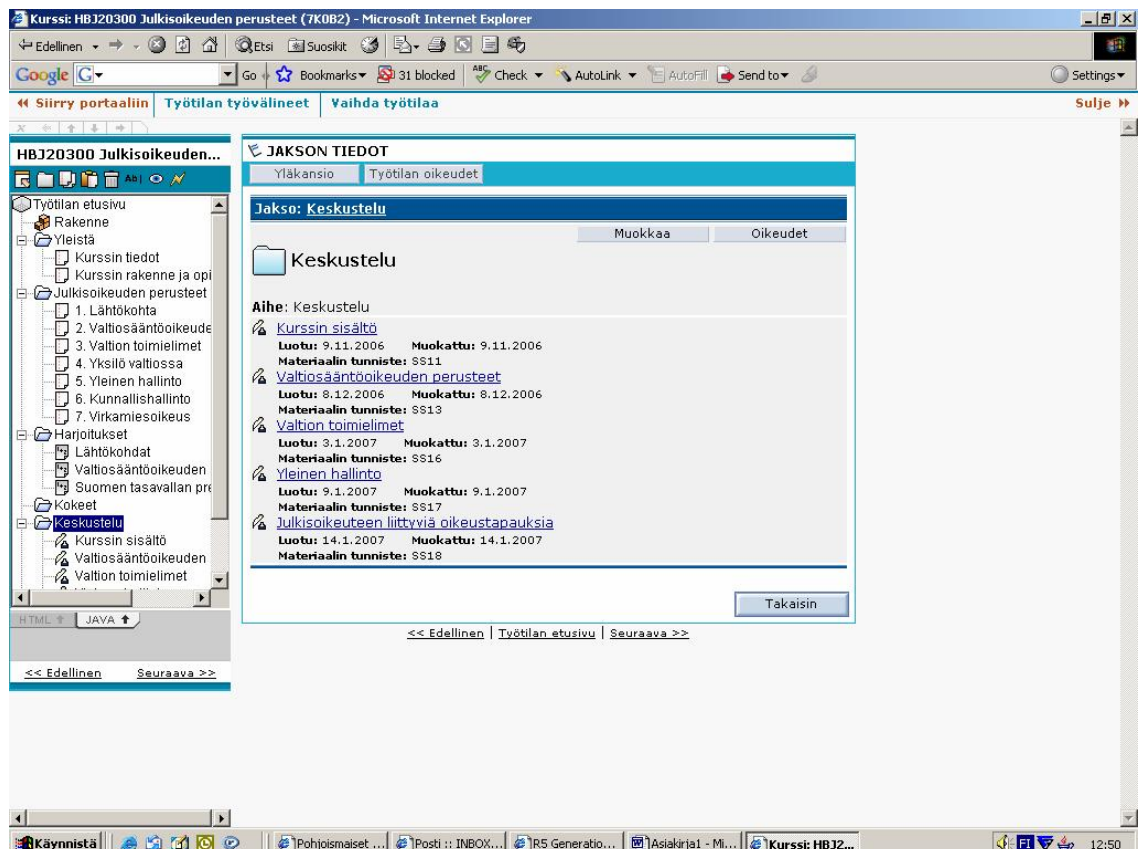 Kurssi: HBJ20300 Julkisoikeuden perusteet (7K0B2) - Microsoft Internet Explorer
Edellinen Etsi Suosikit
Google G Go Bookmarks 31 blocked ABC Check AutoLink AutoFill Send to Settings
Siirry portaaliin Työtilan työvälineet Vaihda työtilaa Sulje
HBJ20300 Julkisoikeuden...
Ab|
Työtilan etusivu
Rakenne
Yleistä
Kurssin tiedot
Kurssin rakenne ja opi
Julkisoikeuden perusteet
1. Lähtökohta
2. Valtiosääntöoikeude
3. Valtion toimielimet
4. Yksilö valtiossa
5. Yleinen hallinto
6. Kunnallishallinto
7. Virkamiesoikeus
Harjoitukset
Lähtökohdat
Valtiosääntöoikeuden
Suomen tasavallan pre
Kokeet
Keskustelu
Kurssin sisältö
Valtiosääntöoikeuden
Valtion toimielimet
HTML JAVA
<< Edellinen Seuraava >>
JAKSON TIEDOT
Yläkansio Työtilan oikeudet
Jakso: Keskustelu
Muokkaa Oikeudet
Keskustelu
Aihe: Keskustelu
Kurssin sisältö
Luotu: 9.11.2006 Muokattu: 9.11.2006
Materiaalin tunniste: SS11
Valtiosääntöoikeuden perusteet
Luotu: 8.12.2006 Muokattu: 8.12.2006
Materiaalin tunniste: SS13
Valtion toimielimet
Luotu: 3.1.2007 Muokattu: 3.1.2007
Materiaalin tunniste: SS16
Yleinen hallinto
Luotu: 9.1.2007 Muokattu: 9.1.2007
Materiaalin tunniste: SS17
Julkisoikeuteen liittyviä oikeustapauksia
Luotu: 14.1.2007 Muokattu: 14.1.2007
Materiaalin tunniste: SS18
Takaisin
<< Edellinen | Työtilan etusivu | Seuraava >>
Käynnistä Pohjoismaiset ... Posti :: INBOX... R5 Generatio... Asiakirja1 - Mi... Kurssi: HBJ2... FI 12:50